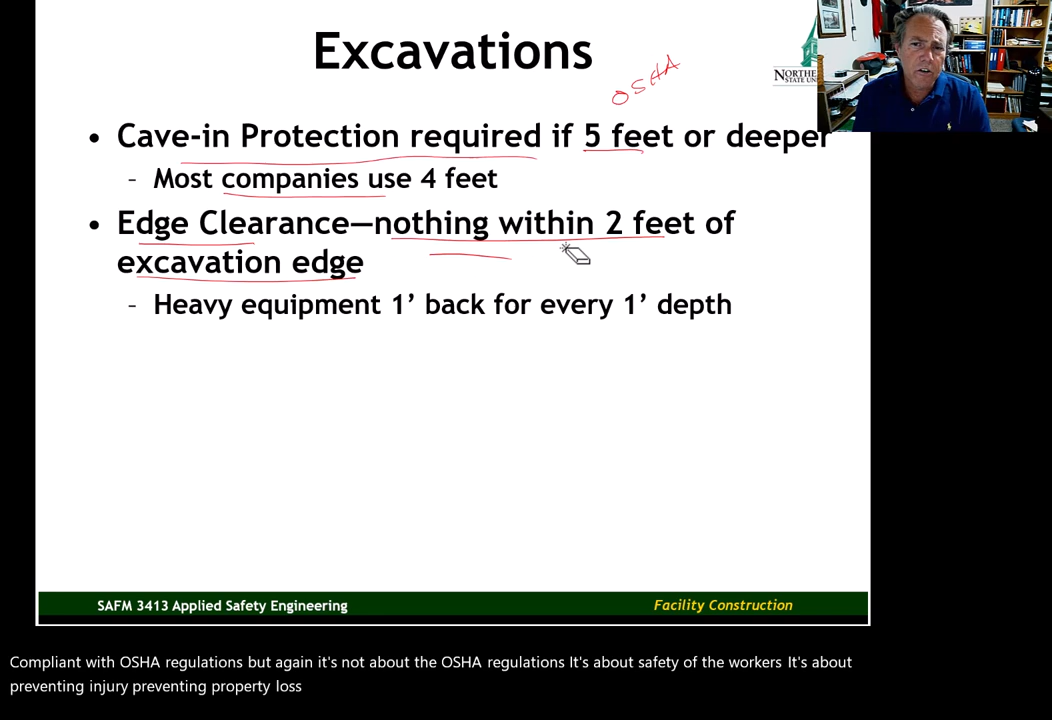 Excavations
OSHA
NORTHE
STATE UN
• Cave-in Protection required if 5 feet or deeper
- Most companies use 4 feet
• Edge Clearance—nothing within 2 feet of
excavation edge
- Heavy equipment 1’ back for every 1’ depth
SAFM 3413 Applied Safety Engineering
Facility Construction
Compliant with OSHA regulations but again it's not about the OSHA regulations It's about safety of the workers It's about
preventing injury preventing property loss